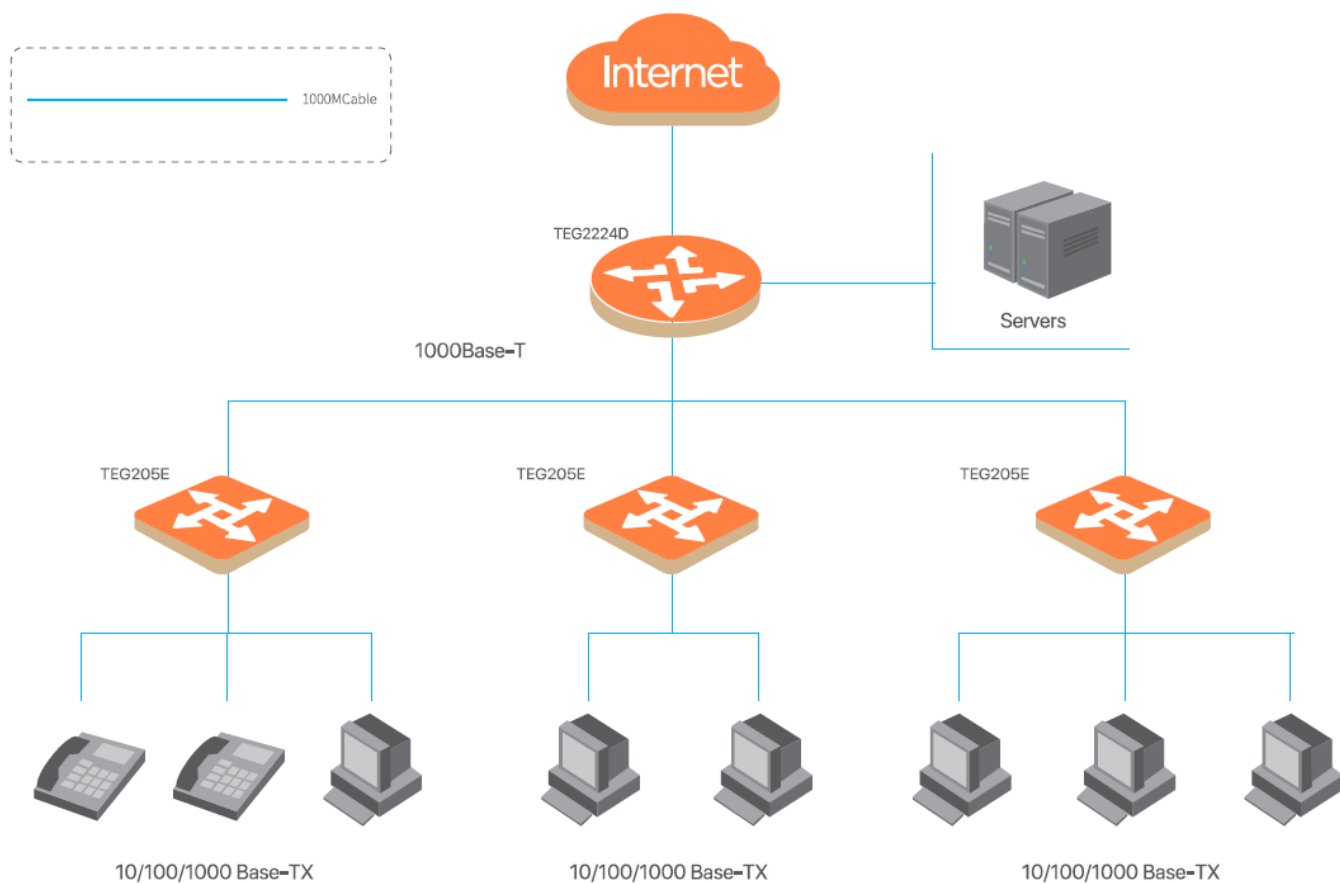 Internet
1000MCable
TEG2224D
Servers
1000Base-T
TEG205E
TEG205E
TEG205E
10/100/1000 Base-TX
10/100/1000 Base-TX
10/100/1000 Base-TX